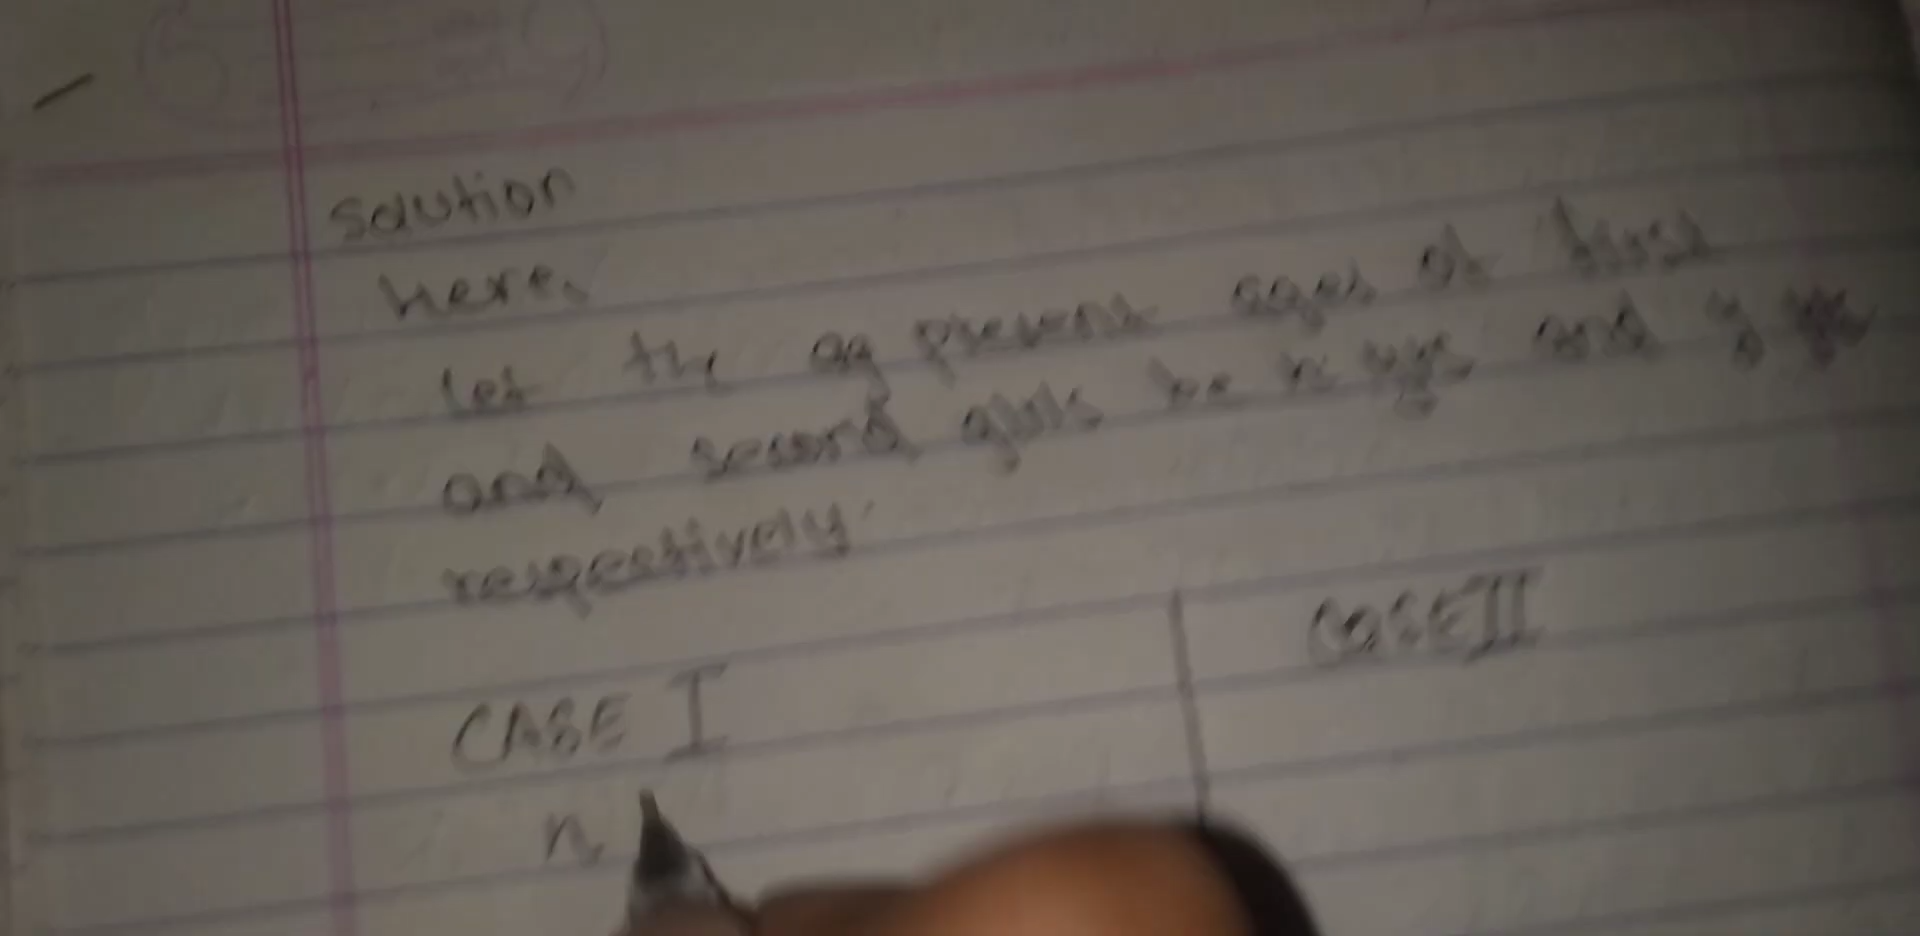 Solution
here,
let the ag present ages of first
and second girls be x yrs and y yrs
respectively.
CASE I
CASE II
x